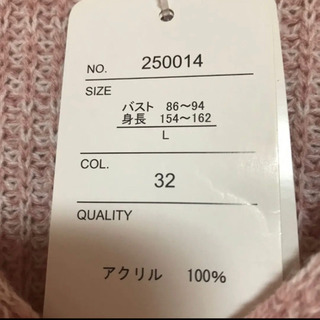 NO. 250014
SIZE
バスト 86～94
身長 154～162
L
COL.
32
QUALITY
アクリル 100%